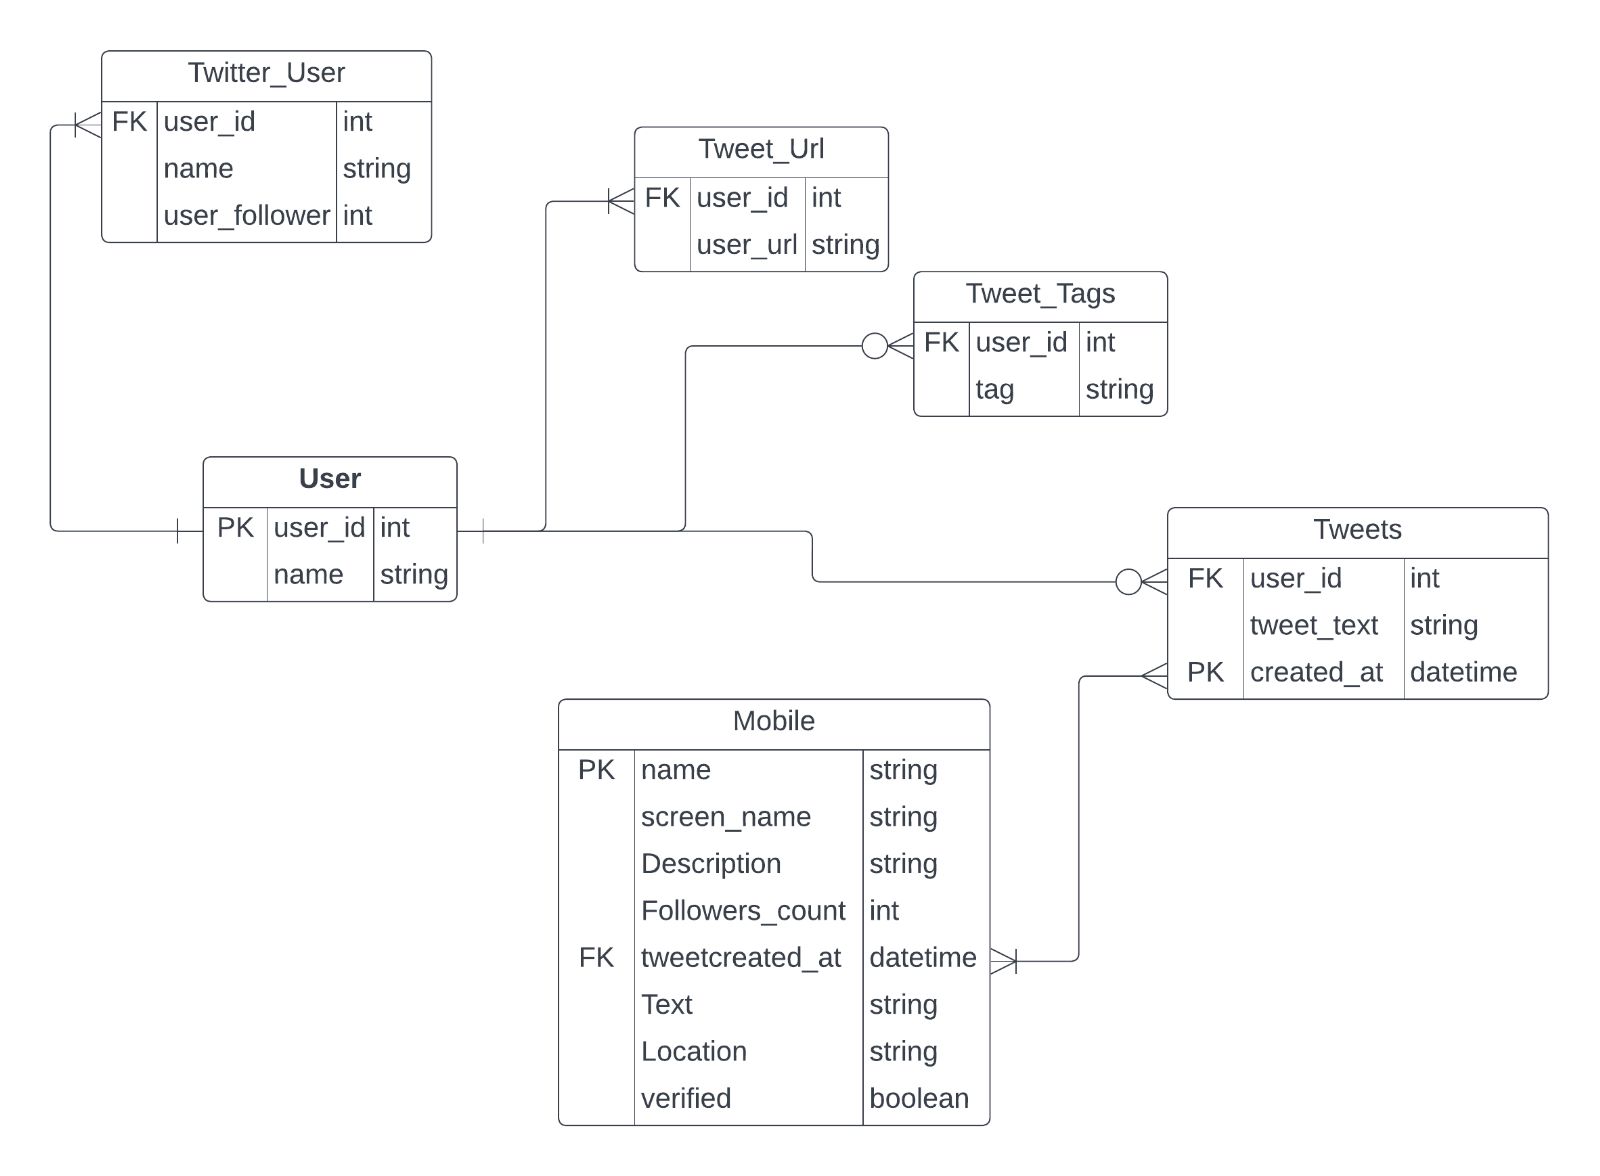 Twitter_User
FK user_id int
name string
user_follower int
Tweet_Url
FK user_id int
user_url string
Tweet_Tags
FK user_id int
tag string
User
PK user_id int
name string
Tweets
FK user_id int
tweet_text string
PK created_at datetime
Mobile
PK name string
screen_name string
Description string
Followers_count int
FK tweetcreated_at datetime
Text string
Location string
verified boolean